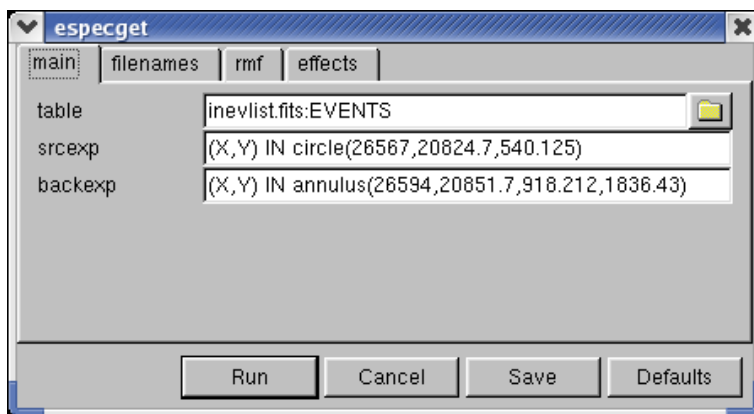 especget
main filenames rmf effects
table inevlist.fits:EVENTS
srcexp (X,Y) IN circle(26567,20824.7,540.125)
backexp (X,Y) IN annulus(26594,20851.7,918.212,1836.43)
Run Cancel Save Defaults